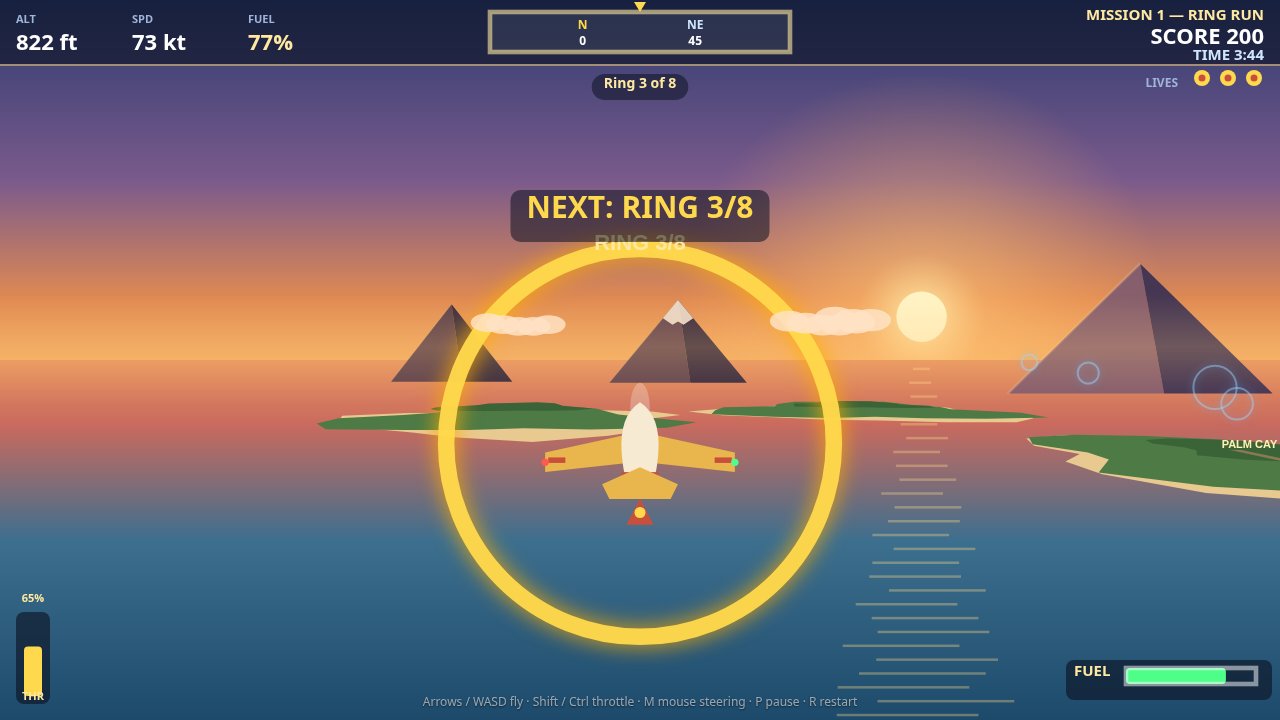 ALT
822 ft
SPD
73 kt
FUEL
77%
N
0
NE
45
MISSION 1 — RING RUN
SCORE 200
TIME 3:44
LIVES
Ring 3 of 8
NEXT: RING 3/8
RING 3/8
PALM CAY
65%
THR
FUEL
Arrows / WASD fly · Shift / Ctrl throttle · M mouse steering · P pause · R restart